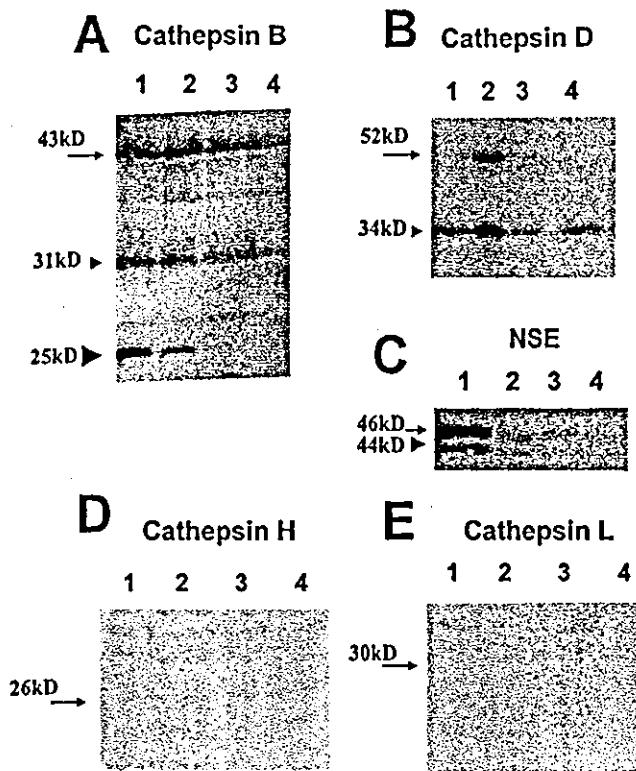 A Cathepsin B
1 2 3 4
43kD
31kD
25kD
B Cathepsin D
1 2 3 4
52kD
34kD
C NSE
1 2 3 4
46kD
44kD
D Cathepsin H
1 2 3 4
26kD
E Cathepsin L
1 2 3 4
30kD